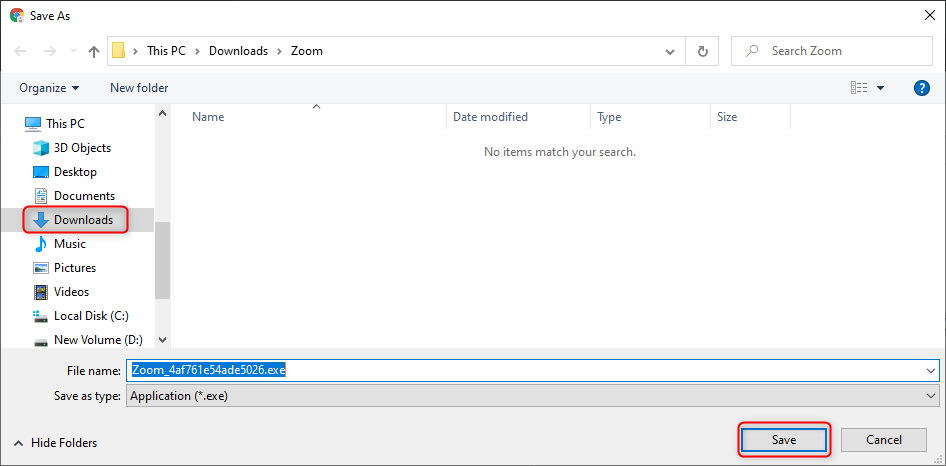 Save As
This PC > Downloads > Zoom
Search Zoom
Organize
New folder
?
Name
Date modified
Type
Size
No items match your search.
This PC
3D Objects
Desktop
Documents
Downloads
Music
Pictures
Videos
Local Disk (C:)
New Volume (D:)
File name: Zoom_4af761e54ade5026.exe
Save as type: Application (*.exe)
Hide Folders
Save
Cancel